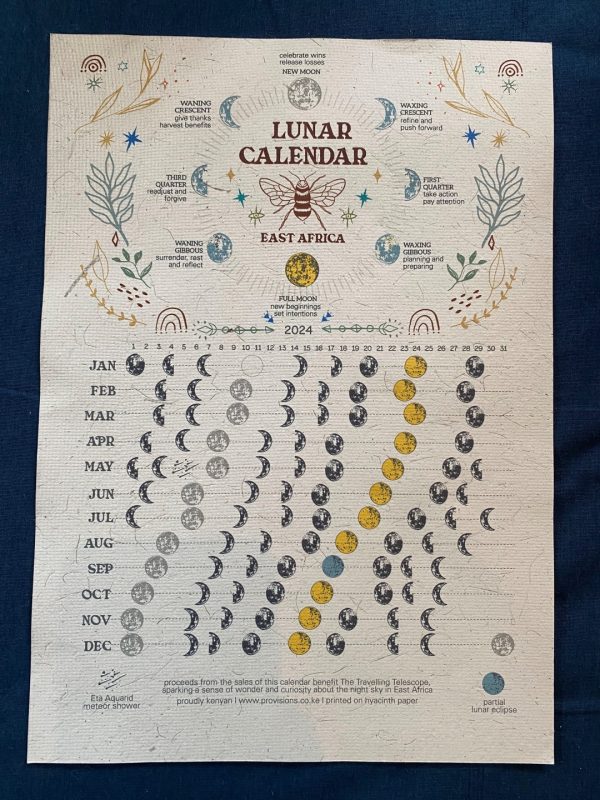 celebrate wins
release losses
NEW MOON
WANING
CRESCENT
give thanks
harvest benefits
WAXING
CRESCENT
refine and
push forward
LUNAR
CALENDAR
THIRD
QUARTER
readjust and
forgive
FIRST
QUARTER
take action
pay attention
EAST AFRICA
WANING
GIBBOUS
surrender, rest
and reflect
WAXING
GIBBOUS
planning and
preparing
FULL MOON
new beginnings
set intentions
2024
1 2 3 4 5 6 7 8 9 10 11 12 13 14 15 16 17 18 19 20 21 22 23 24 25 26 27 28 29 30 31
JAN
FEB
MAR
APR
MAY
JUN
JUL
AUG
SEP
OCT
NOV
DEC
Eta Aquarid
meteor shower
proceeds from the sales of this calendar benefit The Travelling Telescope,
sparking a sense of wonder and curiosity about the night sky in East Africa
proudly kenyan | www.provisions.co.ke | printed on hyacinth paper
partial
lunar eclipse